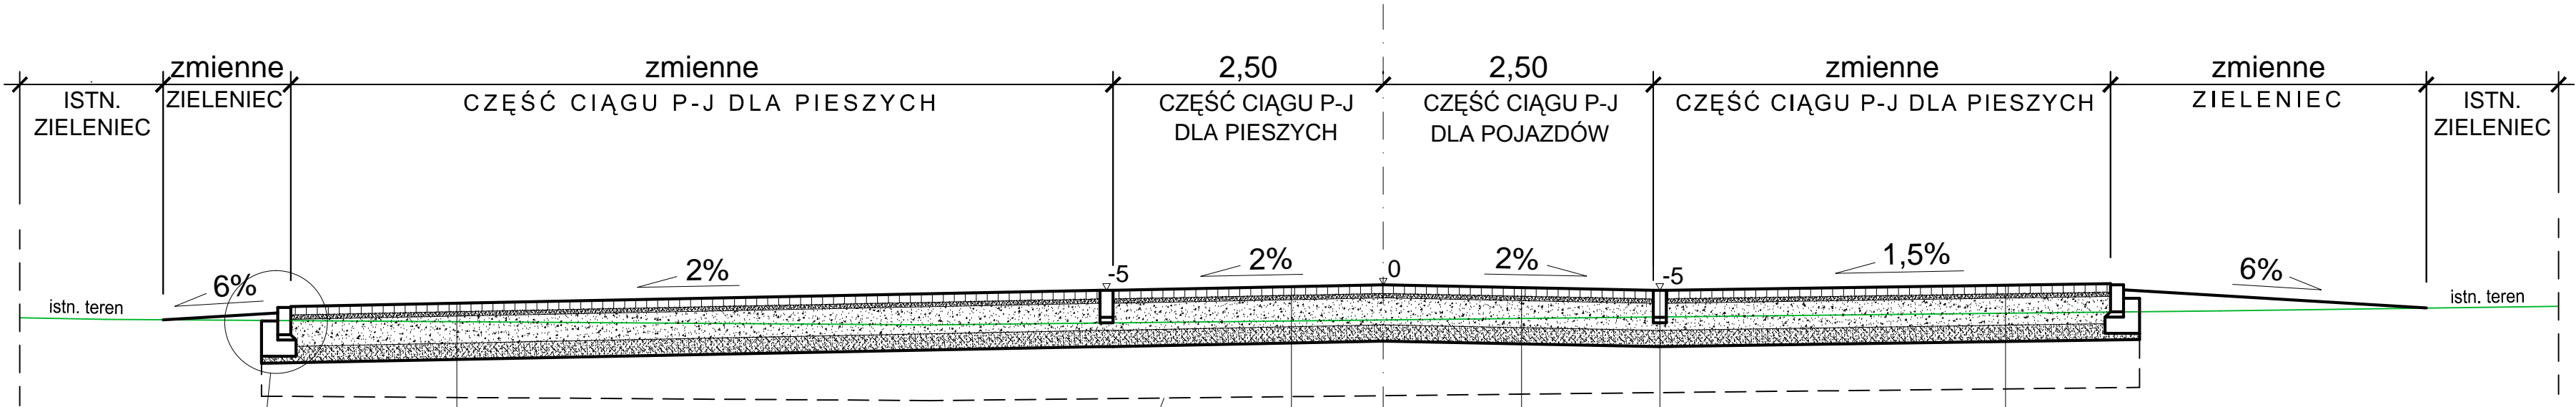 zmienne zmienne 2,50 2,50 zmienne zmienne
ISTN. ZIELENIEC CZĘŚĆ CIĄGU P-J DLA PIESZYCH CZĘŚĆ CIĄGU P-J CZĘŚĆ CIĄGU P-J CZĘŚĆ CIĄGU P-J DLA PIESZYCH ZIELENIEC ISTN.
ZIELENIEC DLA PIESZYCH DLA POJAZDÓW ZIELENIEC
6% 2% -5 2% 0 2% -5 1,5% 6%
istn. teren istn. teren